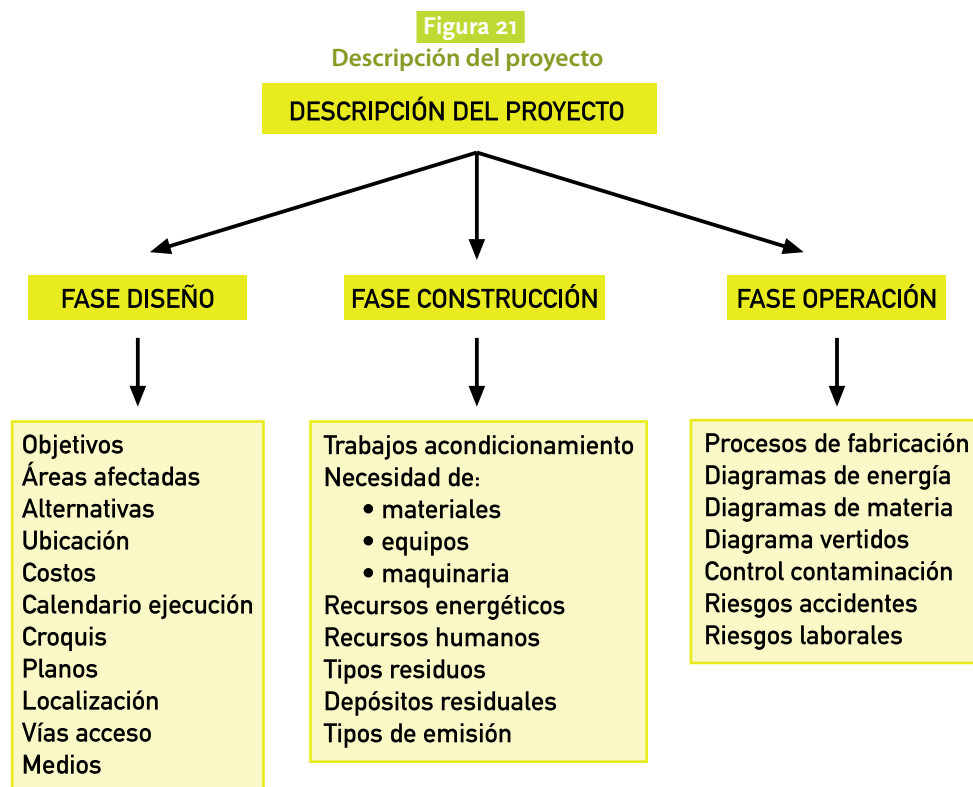 Figura 21
Descripción del proyecto
DESCRIPCIÓN DEL PROYECTO
FASE DISEÑO
Objetivos
Áreas afectadas
Alternativas
Ubicación
Costos
Calendario ejecución
Croquis
Planos
Localización
Vías acceso
Medios
FASE CONSTRUCCIÓN
Trabajos acondicionamiento
Necesidad de:
• materiales
• equipos
• maquinaria
Recursos energéticos
Recursos humanos
Tipos residuos
Depósitos residuales
Tipos de emisión
FASE OPERACIÓN
Procesos de fabricación
Diagramas de energía
Diagramas de materia
Diagrama vertidos
Control contaminación
Riesgos accidentes
Riesgos laborales